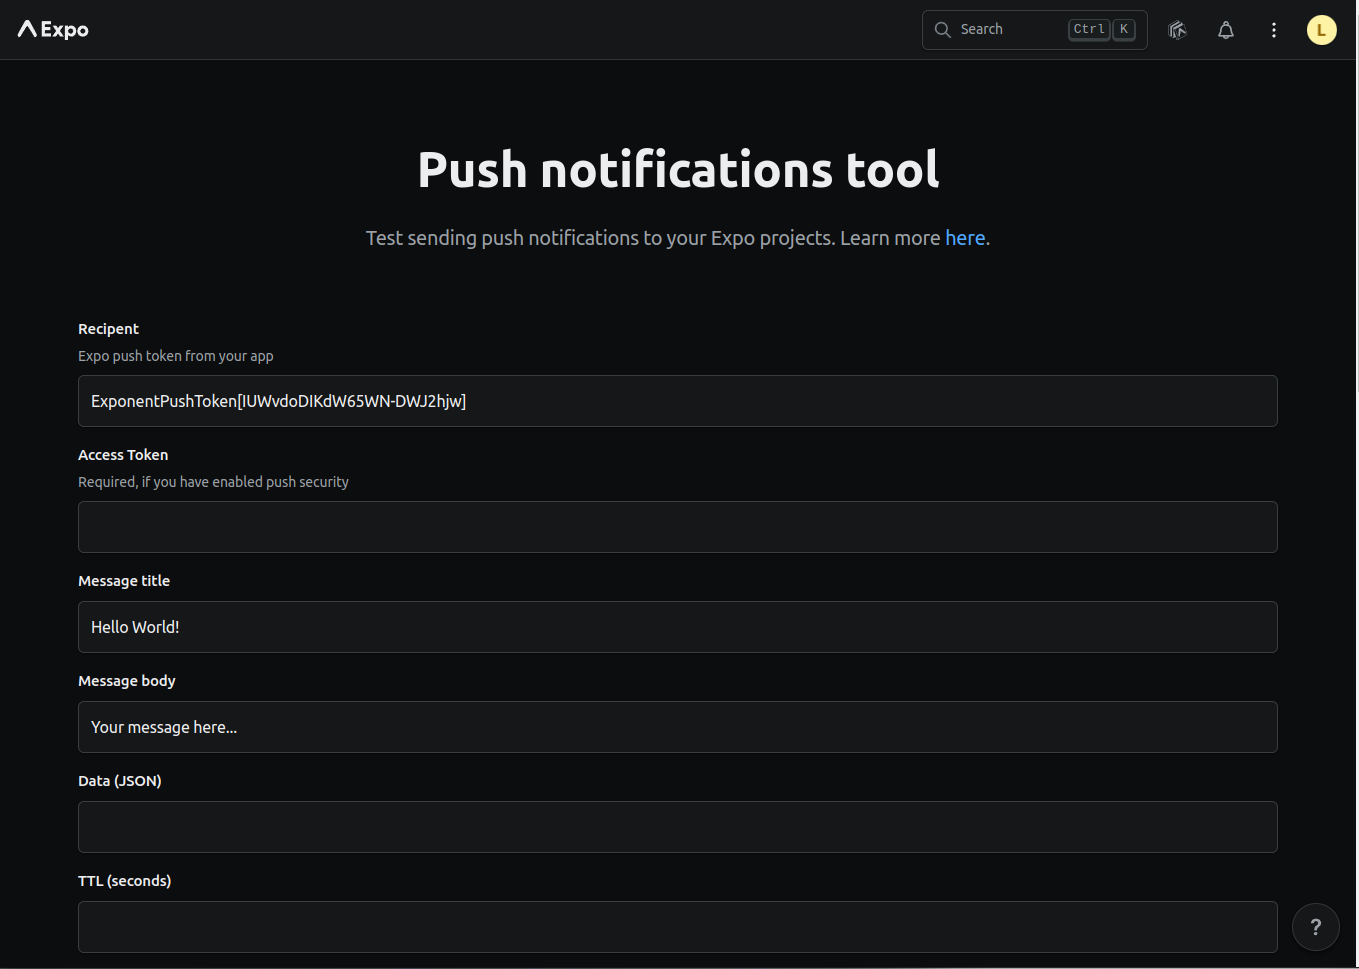 Expo
Search Ctrl K
L
Push notifications tool
Test sending push notifications to your Expo projects. Learn more here.
Recipent
Expo push token from your app
ExponentPushToken[IUWvdoDIKdW65WN-DWJ2hjw]
Access Token
Required, if you have enabled push security
Message title
Hello World!
Message body
Your message here...
Data (JSON)
TTL (seconds)
?